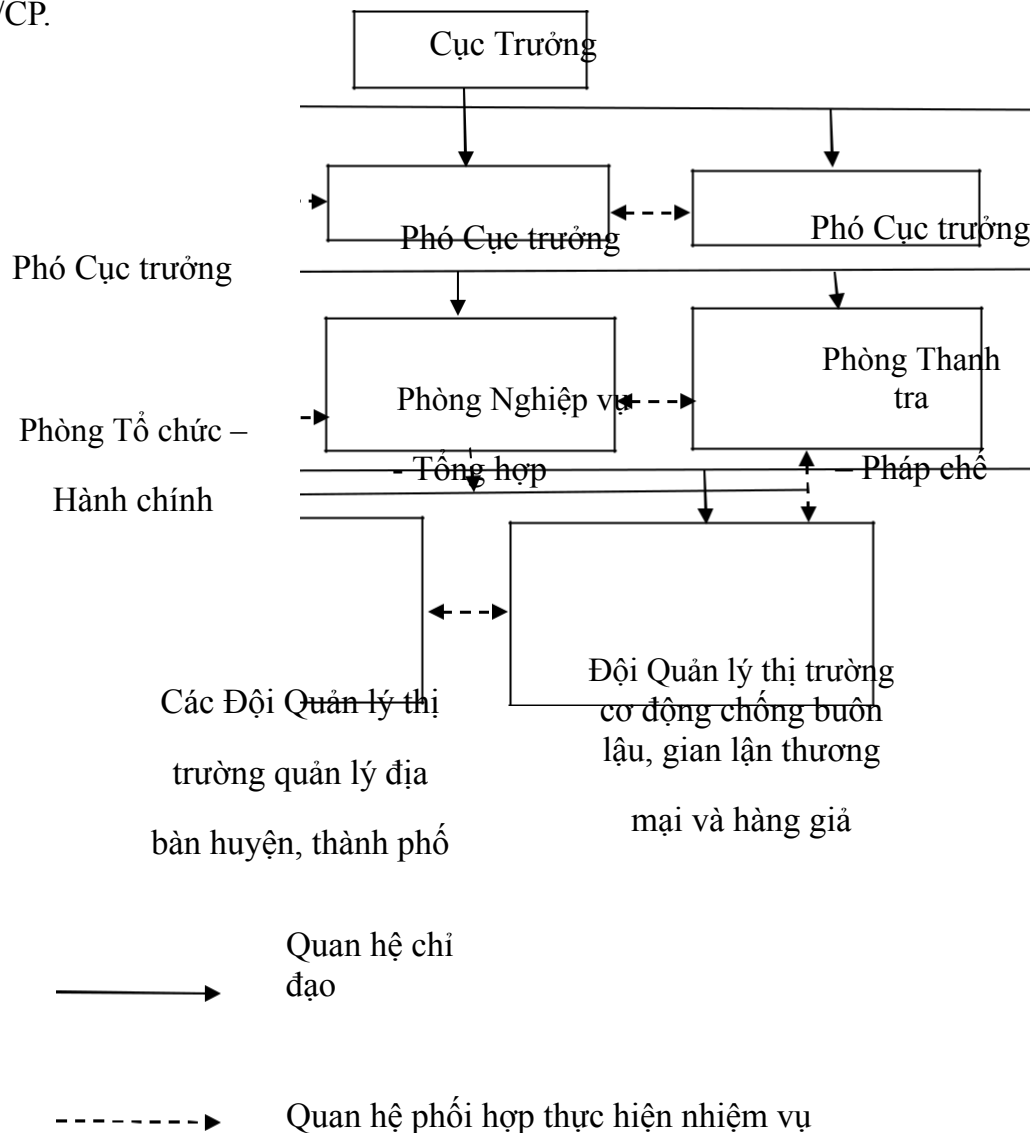 /CP.
Cục Trưởng
Phó Cục trưởng
Phó Cục trưởng
Phó Cục trưởng
Phòng Tổ chức –
Hành chính
Phòng Nghiệp vụ
- Tổng hợp
Phòng Thanh
tra
– Pháp chế
Các Đội Quản lý thị
trường quản lý địa
bàn huyện, thành phố
Đội Quản lý thị trường
cơ động chống buôn
lậu, gian lận thương
mại và hàng giả
Quan hệ chỉ
đạo
Quan hệ phối hợp thực hiện nhiệm vụ